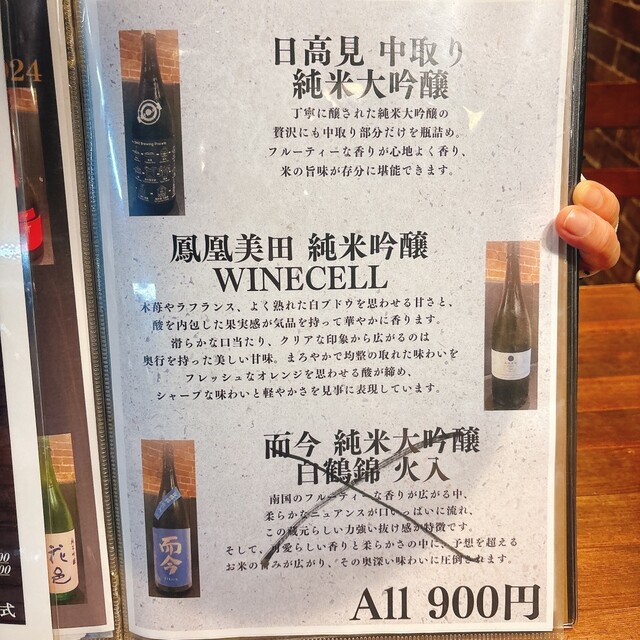 024
日高見 中取り
純米大吟醸
丁寧に醸された純米大吟醸の
贅沢にも中取り部分だけを瓶詰め。
フルーティーな香りが心地よく香り、
米の旨味が存分に堪能できます。
鳳凰美田 純米吟醸
WINECELL
木苺やラフランス、よく熟れた白ブドウを思わせる甘さと、
酸を内包した果実感が気品を持って華やかに香ります。
滑らかな口当たり、クリアな印象から広がるのは
奥行を持った美しい甘味。まろやかで均整の取れた味わいを
フレッシュなオレンジを思わせる酸が締め、
シャープな味わいと軽やかさを見事に表現しています。
而今 純米大吟醸
白鶴錦 火入
南国のフルーティーな香りが広がる中、
柔らかなニュアンスが口いっぱいに流れ、
この蔵元らしい力強い抜け感が特徴です。
そして、可愛らしい香りと柔らかさの中に、予想を超える
お米の旨みが広がり、その奥深い味わいに圧倒されます。
All 900円
而今
花邑
00
00
式